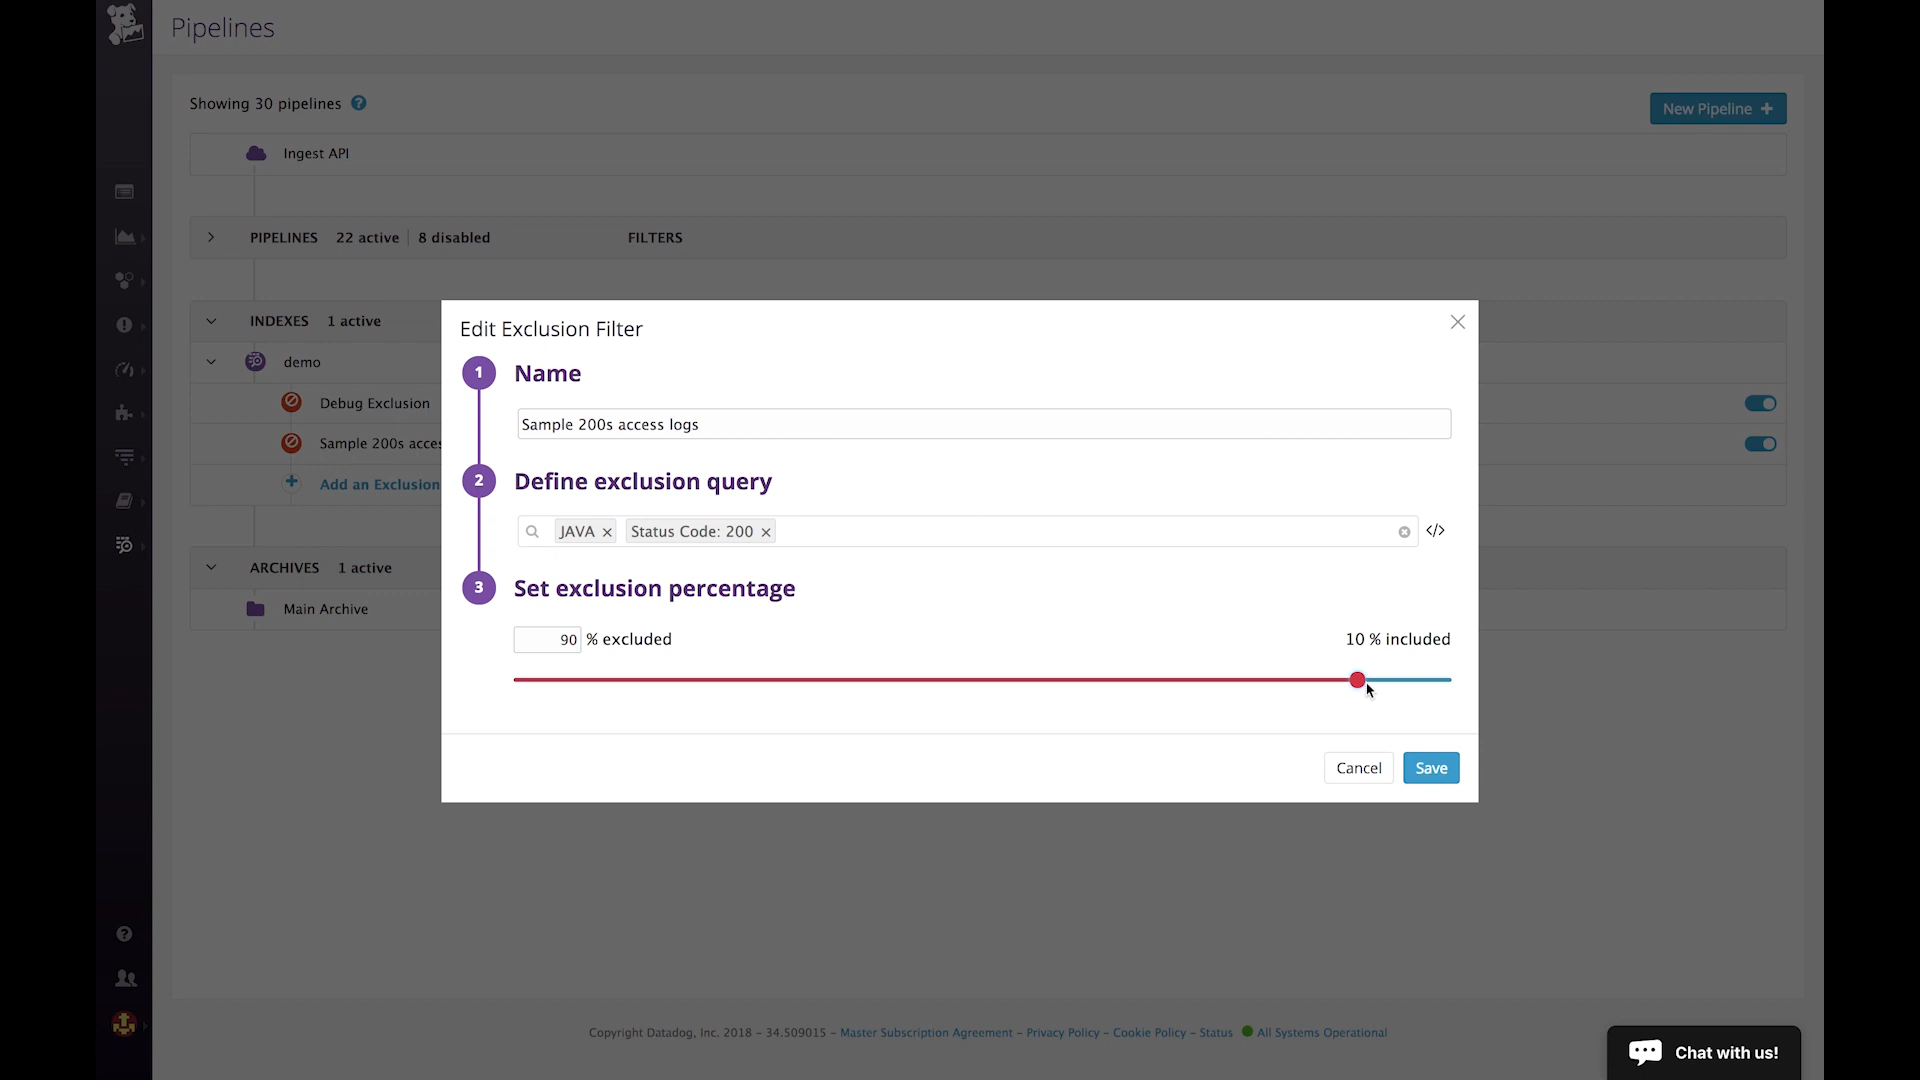 Pipelines
Showing 30 pipelines ?
New Pipeline +
Ingest API
PIPELINES 22 active 8 disabled FILTERS
INDEXES 1 active
demo
Debug Exclusion
Sample 200s acces
Add an Exclusion
ARCHIVES 1 active
Main Archive
Edit Exclusion Filter
1 Name
Sample 200s access logs
2 Define exclusion query
JAVA × Status Code: 200 × </>
3 Set exclusion percentage
90 % excluded 10 % included
Cancel Save
Copyright Datadog, Inc. 2018 - 34.509015 - Master Subscription Agreement - Privacy Policy - Cookie Policy - Status All Systems Operational
Chat with us!